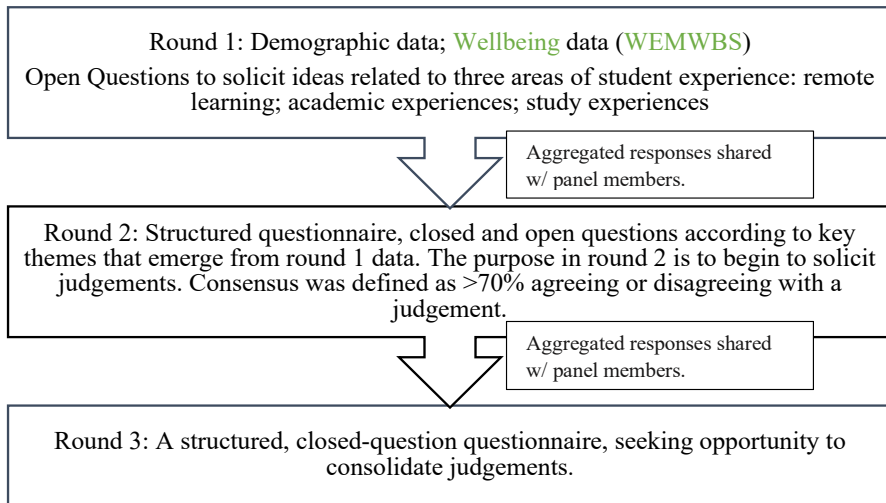 Round 1: Demographic data; Wellbeing data (WEMWBS)
Open Questions to solicit ideas related to three areas of student experience: remote
learning; academic experiences; study experiences
Aggregated responses shared
w/ panel members.
Round 2: Structured questionnaire, closed and open questions according to key
themes that emerge from round 1 data. The purpose in round 2 is to begin to solicit
judgements. Consensus was defined as >70% agreeing or disagreeing with a
judgement.
Aggregated responses shared
w/ panel members.
Round 3: A structured, closed-question questionnaire, seeking opportunity to
consolidate judgements.